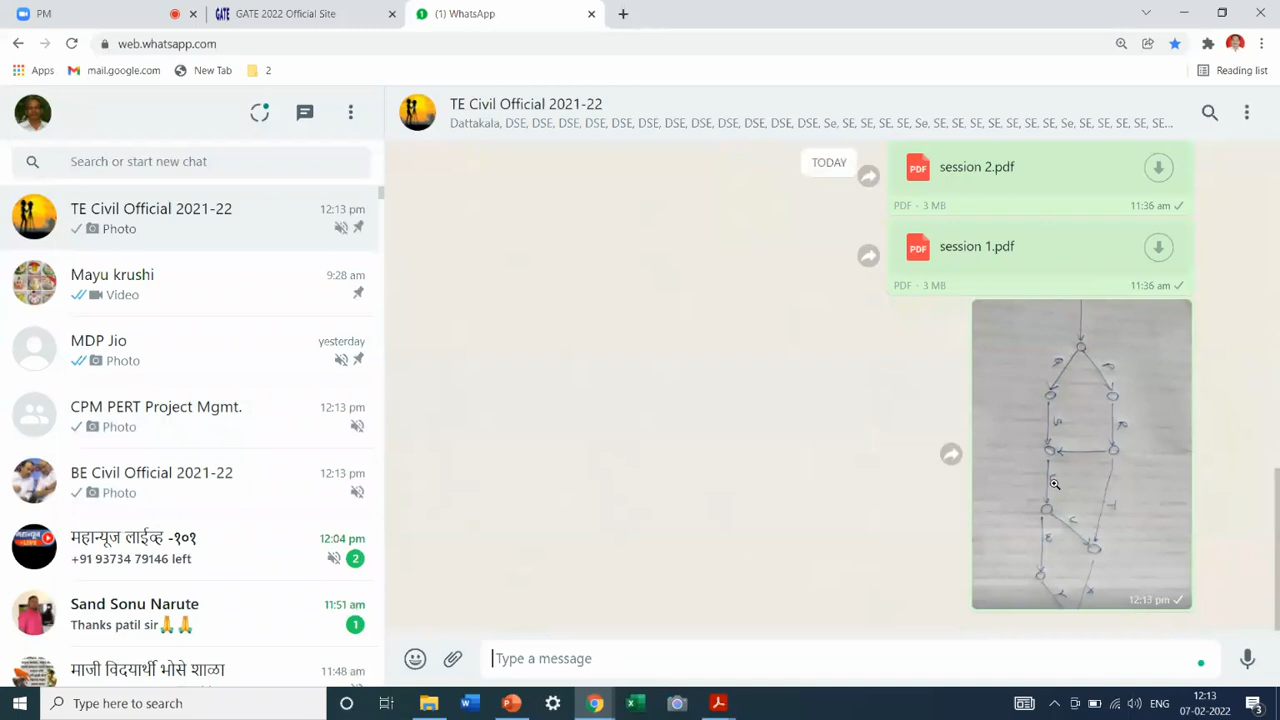 PM
GATE 2022 Official Site
(1) WhatsApp
web.whatsapp.com
Apps
mail.google.com
New Tab
2
Reading list
TE Civil Official 2021-22
Dattakala, DSE, DSE, DSE, DSE, DSE, DSE, DSE, DSE, DSE, DSE, DSE, DSE, Se, SE, SE, SE, Se, SE, SE, SE, SE, SE, Se, SE, SE, SE, SE...
Search or start new chat
TE Civil Official 2021-22
12:13 pm
Photo
Mayu krushi
9:28 am
Video
MDP Jio
yesterday
Photo
CPM PERT Project Mgmt.
12:13 pm
Photo
BE Civil Official 2021-22
12:13 pm
Photo
महान्यूज लाईव्ह -१०१
12:04 pm
+91 93734 79146 left
2
Sand Sonu Narute
11:51 am
Thanks patil sir🙏🙏
1
माजी विदयार्थी भोसे शाळा
11:48 am
TODAY
PDF
session 2.pdf
PDF • 3 MB
11:36 am
PDF
session 1.pdf
PDF • 3 MB
11:36 am
12:13 pm
Type a message
Type here to search
ENG
12:13
07-02-2022
3